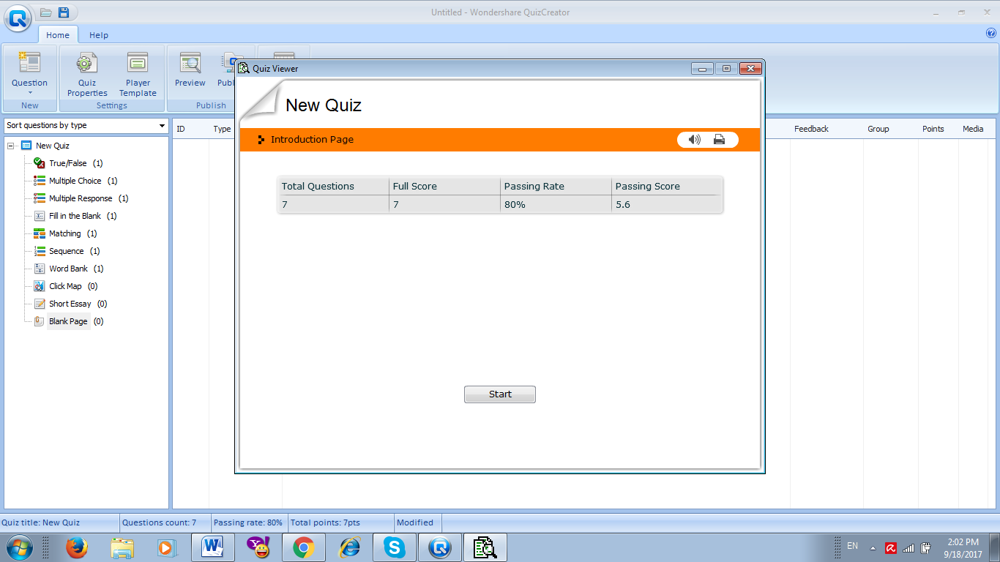 Untitled - Wondershare QuizCreator
Home Help
Question
Quiz Properties
Player Template
Preview
New
Settings
Publish
Quiz Viewer
New Quiz
Introduction Page
Total Questions Full Score Passing Rate Passing Score
7 7 80% 5.6
Start
Sort questions by type
ID Type Feedback Group Points Media
New Quiz
True/False (1)
Multiple Choice (1)
Multiple Response (1)
Fill in the Blank (1)
Matching (1)
Sequence (1)
Word Bank (1)
Click Map (0)
Short Essay (0)
Blank Page (0)
Quiz title: New Quiz Questions count: 7 Passing rate: 80% Total points: 7pts Modified
EN
2:02 PM
9/18/2017